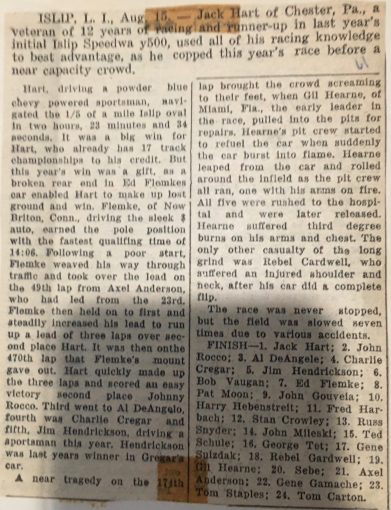 ISLIP, L. I., Aug. 15. — Jack Hart of Chester, Pa., a
veteran of 12 years of racing and runner-up in last year's
initial Islip Speedwa y500, used all of his racing knowledge
to beat advantage, as he copped this year's race before a
near capacity crowd.
Hart, driving a powder blue
chevy powered sportsman, navi-
gated the 1/5 of a mile Islip oval
in two hours, 23 minutes and 34
seconds. It was a big win for
Hart, who already has 17 track
championships to his credit. But
this year's win was a gift, as a
broken rear end in Ed Flemkes
car enabled Hart to make up lost
ground and win. Flemke, of New
Briton, Conn., driving the sleek $
auto, earned the pole position
with the fastest qualifing time of
14:06. Following a poor start,
Flemke weaved his way through
traffic and took over the lead on
the 49th lap from Axel Anderson,
who had led from the 23rd.
Flemke then held on to first and
steadily increased his lead to run
up a lead of three laps over sec-
ond place Hart. It was then onthe
470th lap that Flemke's mount
gave out. Hart quickly made up
the three laps and scored an easy
victory second place Johnny
Rocco. Third went to Al DeAngulo,
fourth was Charlie Cregar and
fifth, Jim Hendrickson, driving a
sportsman this year. Hendrickson
was last years winner in Gregar's
car.
A near tragedy on the 174th
lap brought the crowd screaming
to their feet, when Gil Hearne, of
Miami, Fla., the early leader in
the race, pulled into the pits for
repairs. Hearne's pit crew started
to refuel the car when suddenly
the car burst into flame. Hearne
leaped from the car and rolled
around the infield as the pit crew
all ran, one with his arms on fire.
All five were rushed to the hospi-
tal and were later released.
Hearne suffered third degree
burns on his arms and cheat. The
only other casualty of the long
grind was Rebel Cardwell, who
suffered an injured shoulder and
neck, after his car did a complete
flip.
The race was never stopped,
but the field was slowed seven
times due to various accidents.
FINISH—1. Jack Hart; 2. John
Rocco; 3. Al DeAngele; 4. Charlie
Cregar; 5. Jim Hendrickson; 6.
Bob Vaugan; 7. Ed Flemke; 8.
Pat Moon; 9. John Gouveia; 10.
Harry Hebenstreit; 11. Fred Har-
bach; 12. Stan Crowley; 13. Russ
Snyder; 14. John Mileski; 15. Ted
Schule; 16. George Tet; 17. Gene
Suizdak; 18. Rebel Gardwell; 19.
Gil Hearne; 20. Sebe; 21. Axel
Anderson; 22. Gene Gamache; 23.
Tom Staples; 24. Tom Carton.